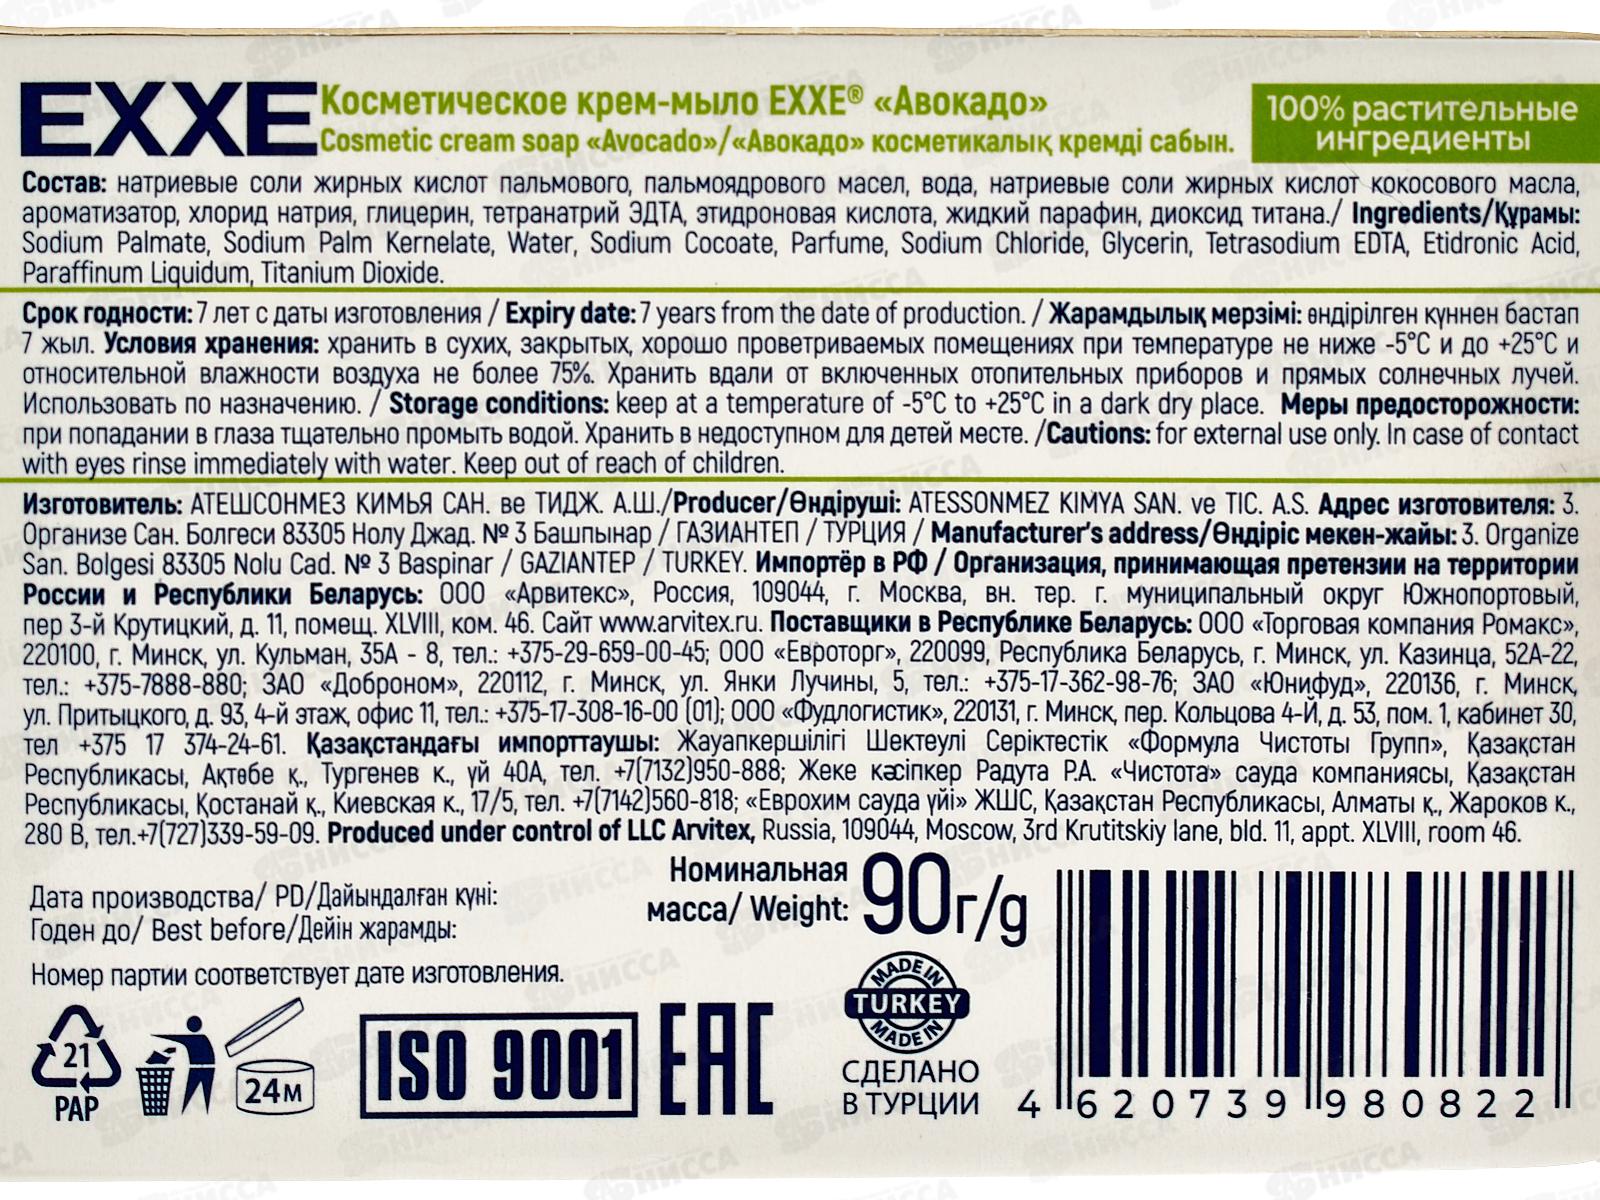 EXXE
Косметическое крем-мыло EXXE® «Авокадо»
Cosmetic cream soap «Avocado»/«Авокадо» косметикалық кремді сабын.
100% растительные
ингредиенты
Состав: натриевые соли жирных кислот пальмового, пальмоядрового масел, вода, натриевые соли жирных кислот кокосового масла,
ароматизатор, хлорид натрия, глицерин, тетранатрий ЭДТА, этидроновая кислота, жидкий парафин, диоксид титана./ Ingredients/Құрамы:
Sodium Palmate, Sodium Palm Kernelate, Water, Sodium Cocoate, Parfume, Sodium Chloride, Glycerin, Tetrasodium EDTA, Etidronic Acid,
Paraffinum Liquidum, Titanium Dioxide.
Срок годности: 7 лет с даты изготовления / Expiry date: 7 years from the date of production. / Жарамдылық мерзімі: өндірілген күннен бастап
7 жыл. Условия хранения: хранить в сухих, закрытых, хорошо проветриваемых помещениях при температуре не ниже -5°С и до +25°С и
относительной влажности воздуха не более 75%. Хранить вдали от включенных отопительных приборов и прямых солнечных лучей.
Использовать по назначению. / Storage conditions: keep at a temperature of -5°C to +25°C in a dark dry place. Меры предосторожности:
при попадании в глаза тщательно промыть водой. Хранить в недоступном для детей месте. /Cautions: for external use only. In case of contact
with eyes rinse immediately with water. Keep out of reach of children.
Изготовитель: АТЕШСОНМЕЗ КИМЬЯ САН. ве ТИДЖ. А.Ш./Producer/Өндіруші: ATESSONMEZ KIMYA SAN. ve TIC. A.S. Адрес изготовителя: 3.
Организе Сан. Болгеси 83305 Нолу Джад. № 3 Башпынар / ГАЗИАНТЕП / ТУРЦИЯ / Manufacturer's address/Өндіріс мекен-жайы: 3. Organize
San. Bolgesi 83305 Nolu Cad. № 3 Baspinar / GAZIANTEP / TURKEY. Импортёр в РФ / Организация, принимающая претензии на территории
России и Республики Беларусь: ООО «Арвитекс», Россия, 109044, г. Москва, вн. тер. г. муниципальный округ Южнопортовый,
пер 3-й Крутицкий, д. 11, помещ. XLVIII, ком. 46. Сайт www.arvitex.ru. Поставщики в Республике Беларусь: ООО «Торговая компания Ромакс»,
220100, г. Минск, ул. Кульман, 35А - 8, тел.: +375-29-659-00-45; ООО «Евроторг», 220099, Республика Беларусь, г. Минск, ул. Казинца, 52А-22,
тел.: +375-7888-880; ЗАО «Доброном», 220112, г. Минск, ул. Янки Лучины, 5, тел.: +375-17-362-98-76; ЗАО «Юнифуд», 220136, г. Минск,
ул. Притыцкого, д. 93, 4-й этаж, офис 11, тел.: +375-17-308-16-00 (01); ООО «Фудлогистик», 220131, г. Минск, пер. Кольцова 4-Й, д. 53, пом. 1, кабинет 30,
тел +375 17 374-24-61. Қазақстандағы импорттаушы: Жауапкершілігі Шектеулі Серіктестік «Формула Чистоты Групп», Қазақстан
Республикасы, Ақтөбе қ., Тургенев к., үй 40А, тел. +7(7132)950-888; Жеке кәсіпкер Радута Р.А. «Чистота» сауда компаниясы, Қазақстан
Республикасы, Қостанай қ., Киевская к., 17/5, тел. +7(7142)560-818; «Еврохим сауда үйі» ЖШС, Қазақстан Республикасы, Алматы қ., Жароков к.,
280 В, тел.+7(727)339-59-09. Produced under control of LLC Arvitex, Russia, 109044, Moscow, 3rd Krutitskiy lane, bld. 11, appt. XLVIII, room 46.
Номинальная
масса/ Weight: 90г/g
Дата производства/ PD/Дайындалған күні:
Годен до/ Best before/Дейін жарамды:
Номер партии соответствует дате изготовления.
21
PAP
24м
ISO 9001
EAC
MADE IN
TURKEY
MADE IN
СДЕЛАНО
В ТУРЦИИ
4 620739 980822
НИССА